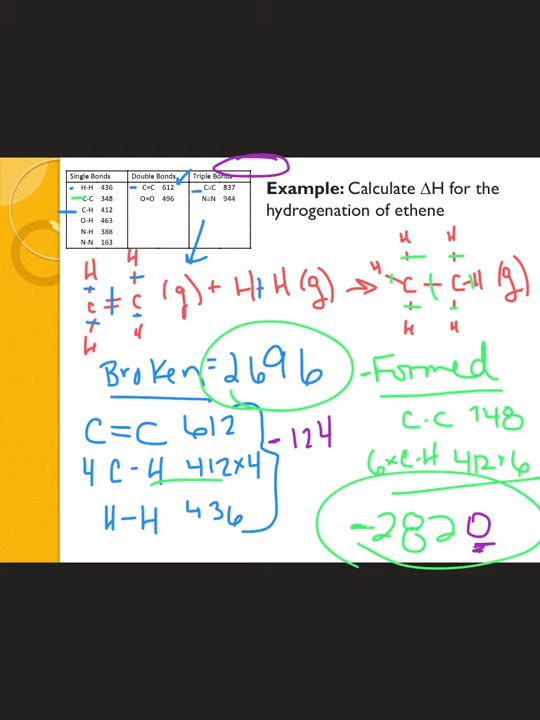 Single Bonds Double Bonds Triple Bonds
H-H 436 C=C 612 C≡C 837
C-C 348 O=O 496 N≡N 944
C-H 412
O-H 463
N-H 388
N-N 163
Example: Calculate ΔH for the
hydrogenation of ethene
H H H H
C = C (g) + H + H (g) → H C + C H (g)
H H H H
Broken = 2696
-Formed
C=C 612
C-C 348
4 C-H 412×4
6×C-H 412×6
H-H 436
-124
-2820